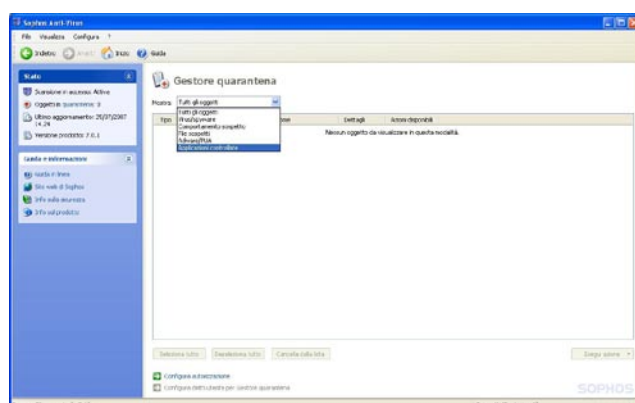 Sophos Anti-Virus
File Visualizza Configura ?
Indietro Avanti Inizio Guida
Stato
Scansione in accesso: Attiva
Oggetti in quarantena: 0
Ultimo aggiornamento: 25/07/2007
14.24
Versione prodotto: 7.0.1
Guida e informazioni
Guida in linea
Sito web di Sophos
Info sulla sicurezza
Info sul prodotto
Gestore quarantena
Mostra: Tutti gli oggetti
Tutti gli oggetti
Virus/spyware
Comportamento sospetto
File sospetti
Adware/PUA
Applicazioni controllate
Tipo Dettagli Azioni disponibili
Nessun oggetto da visualizzare in questa modalità.
Seleziona tutto Deseleziona tutto Cancella dalla lista Esegui azione
Configura autorizzazione
Configura diritti utente per Gestore quarantena
SOPHOS